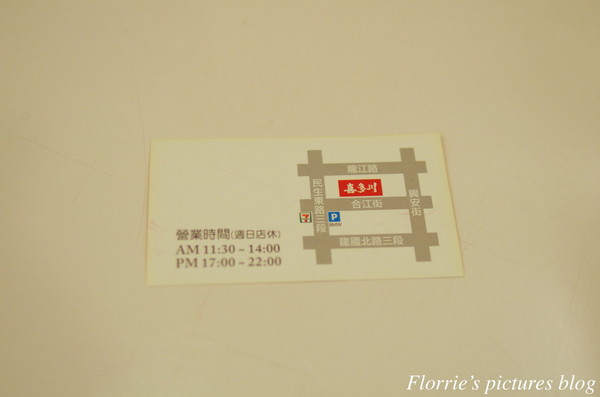 龍江路
喜多川
民生東路三段
合江街
興安街
7
P
建國北路三段
營業時間(週日店休)
AM 11:30 ~ 14:00
PM 17:00 ~ 22:00
Florrie's pictures blog